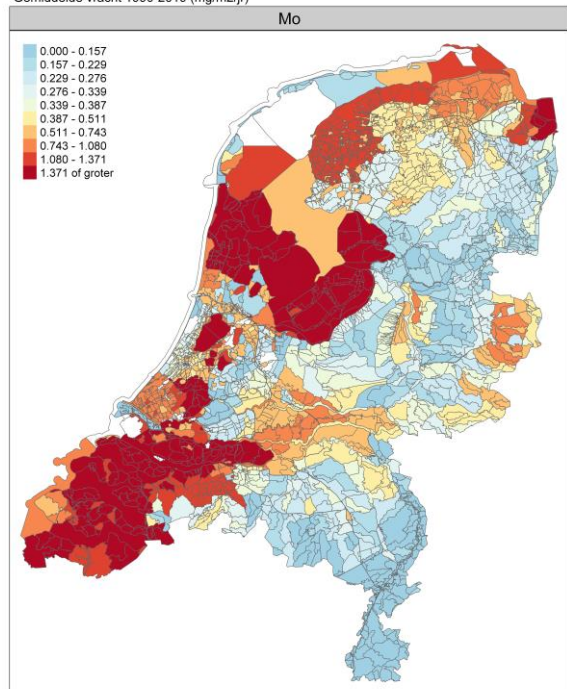 Mo
0.000 - 0.157
0.157 - 0.229
0.229 - 0.276
0.276 - 0.339
0.339 - 0.387
0.387 - 0.511
0.511 - 0.743
0.743 - 1.080
1.080 - 1.371
1.371 of groter